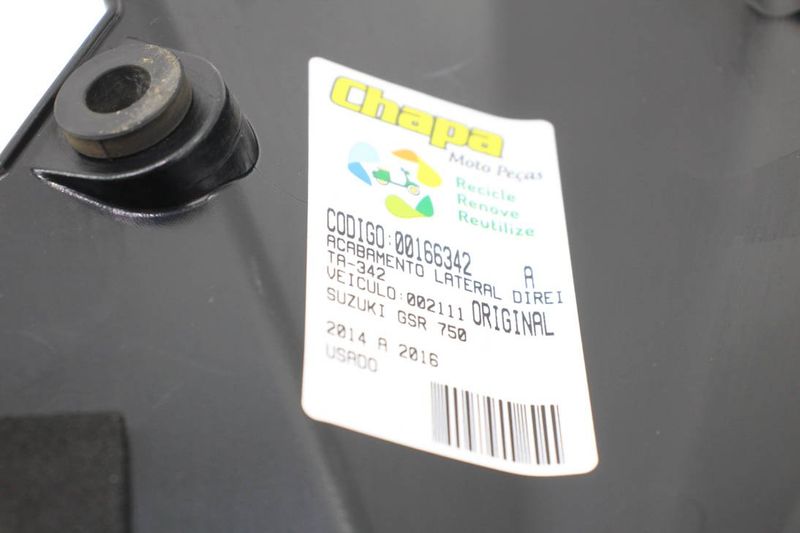 Chapa
Moto Peças
Recicle
Renove
Reutilize
CODIGO:00166342 A
ACABAMENTO LATERAL DIREI
TA-342
VEICULO:002111 ORIGINAL
SUZUKI GSR 750
2014 A 2016
USADO